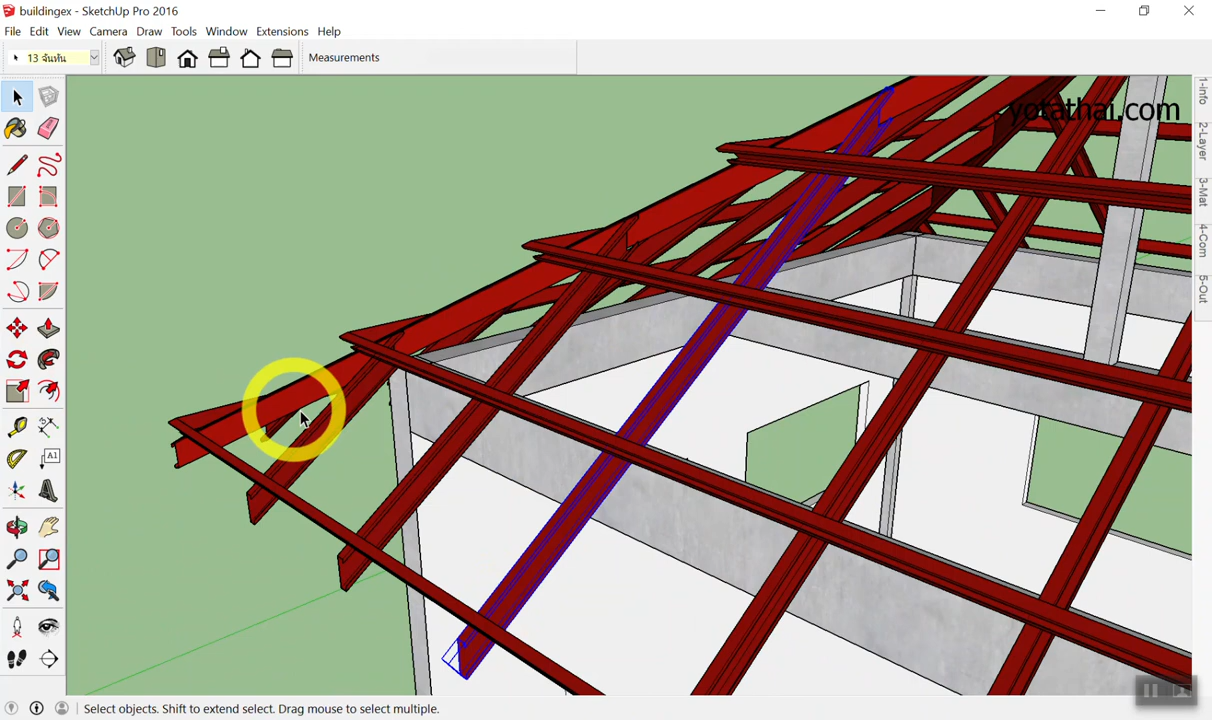 buildingex - SketchUp Pro 2016
File Edit View Camera Draw Tools Window Extensions Help
13 จันทัน
Measurements
yotathai.com
1-Info
2-Layer
3-Mat
4-Com
5-Out
A1
Select objects. Shift to extend select. Drag mouse to select multiple.